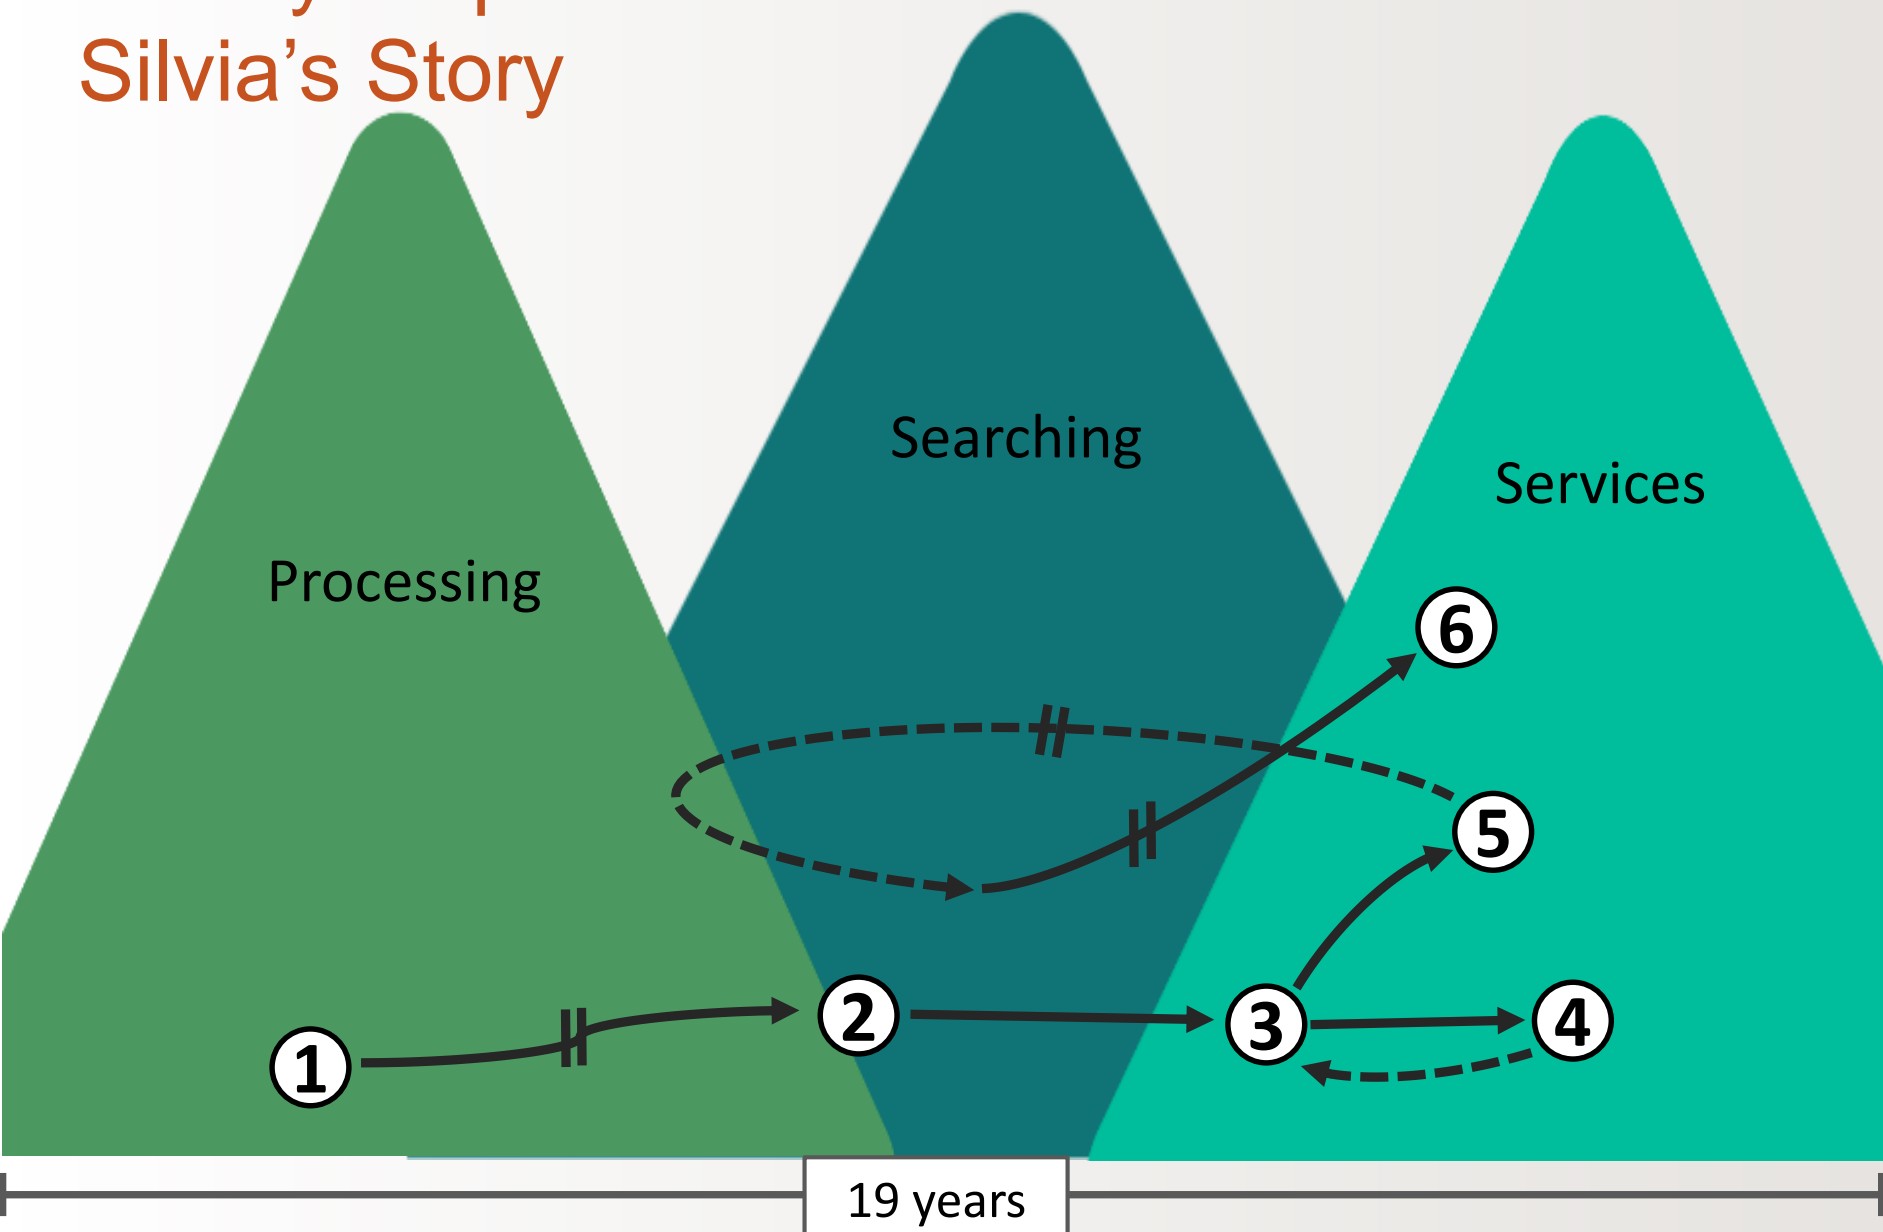 Silvia's Story
Searching
Services
Processing
6
5
2
3
4
1
19 years